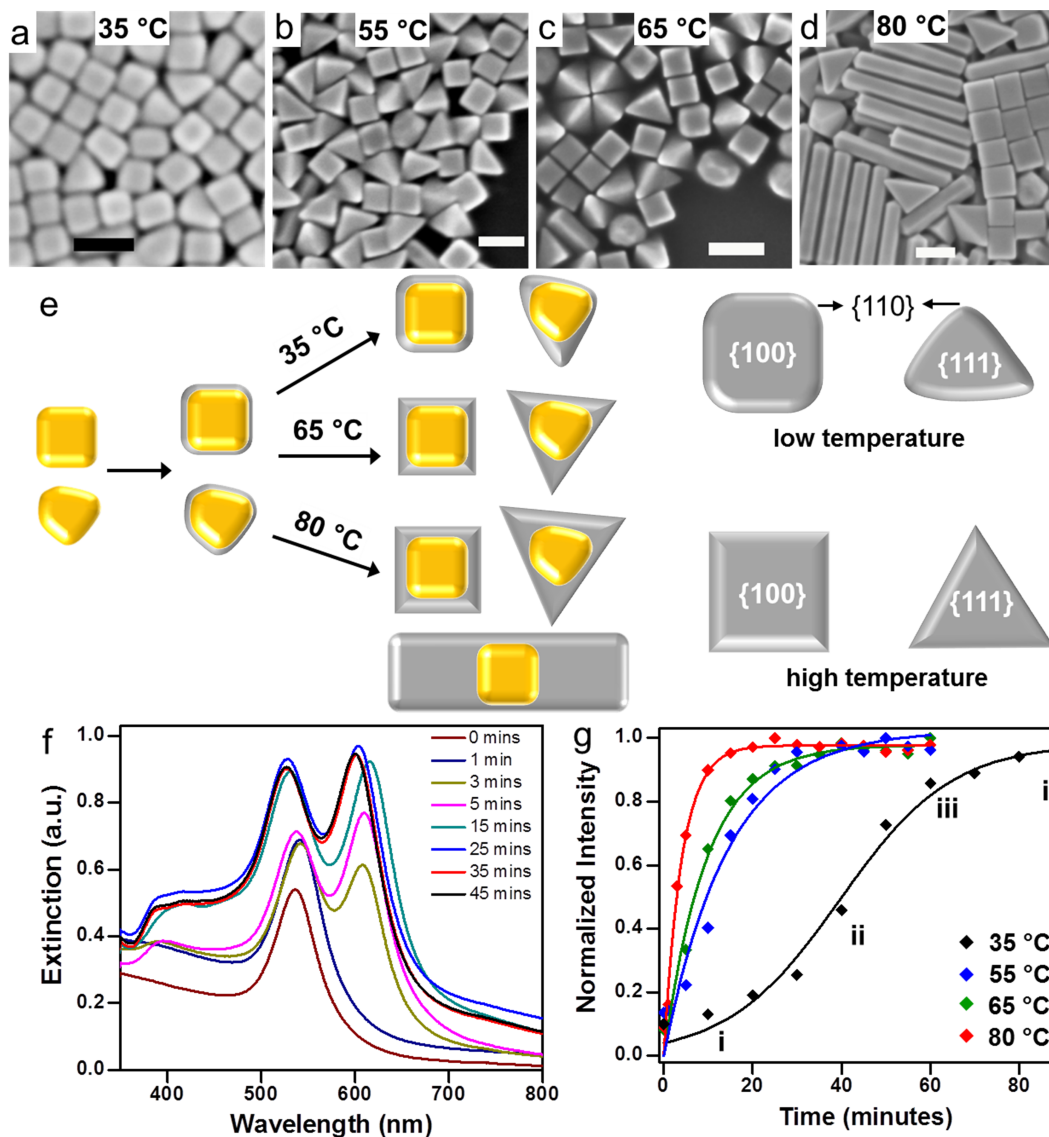 a
35 °C
b
55 °C
c
65 °C
d
80 °C
e
35 °C
65 °C
80 °C
{100}
{110}
{111}
low temperature
{100}
{111}
high temperature
f
Extinction (a.u.)
1.0
0.8
0.6
0.4
0.2
0.0
400 500 600 700 800
Wavelength (nm)
0 mins
1 min
3 mins
5 mins
15 mins
25 mins
35 mins
45 mins
g
Normalized Intensity
1.0
0.8
0.6
0.4
0.2
0.0
0 20 40 60 80
Time (minutes)
i
ii
iii
35 °C
55 °C
65 °C
80 °C